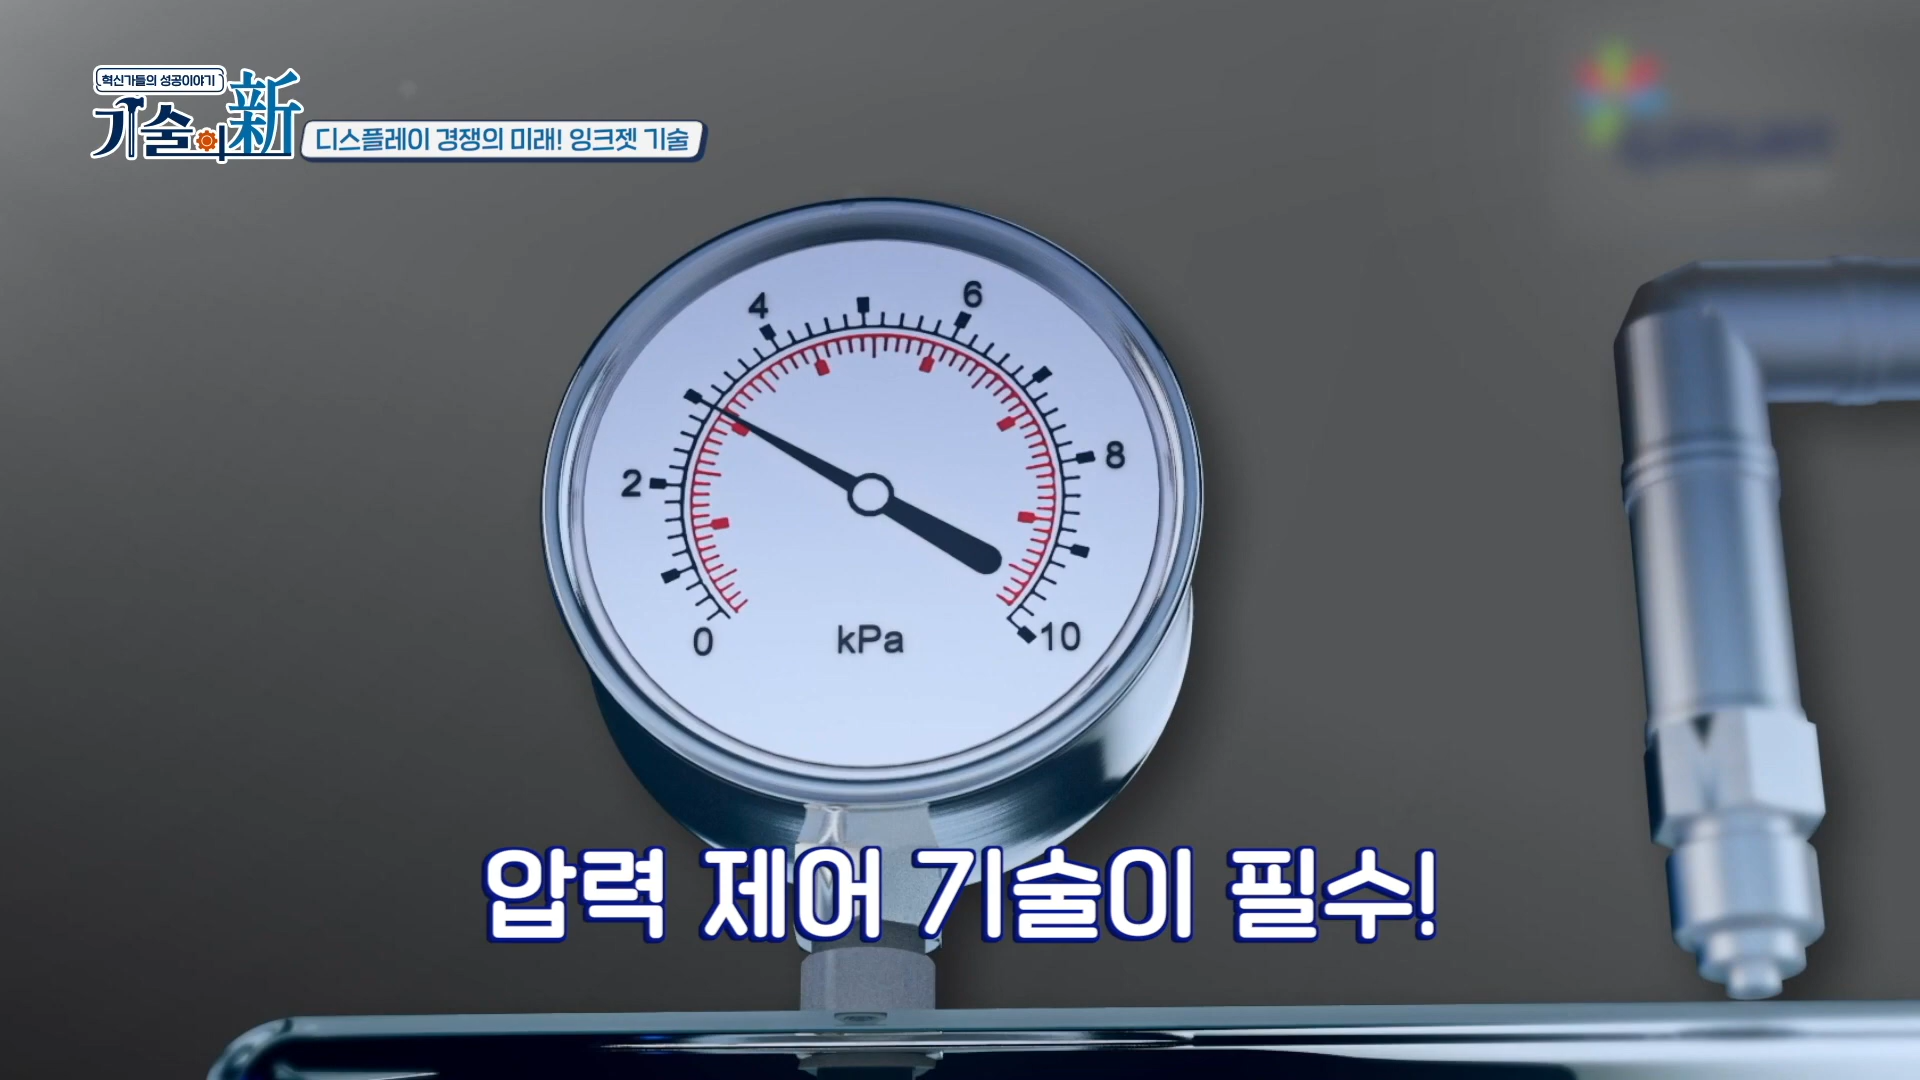 혁신가들의 성공이야기
기술의 新
디스플레이 경쟁의 미래! 잉크젯 기술
4
6
2
8
0
kPa
10
압력 제어 기술이 필수!